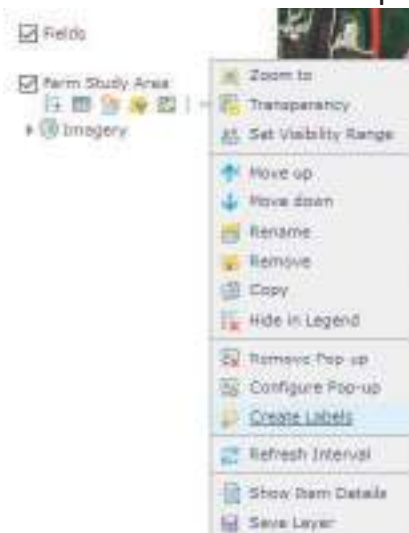 Fields
Farm Study Area
Imagery
Zoom to
Transparency
Set Visibility Range
Move up
Move down
Rename
Remove
Copy
Hide in Legend
Remove Pop-up
Configure Pop-up
Create Labels
Refresh Interval
Show Item Details
Save Layer